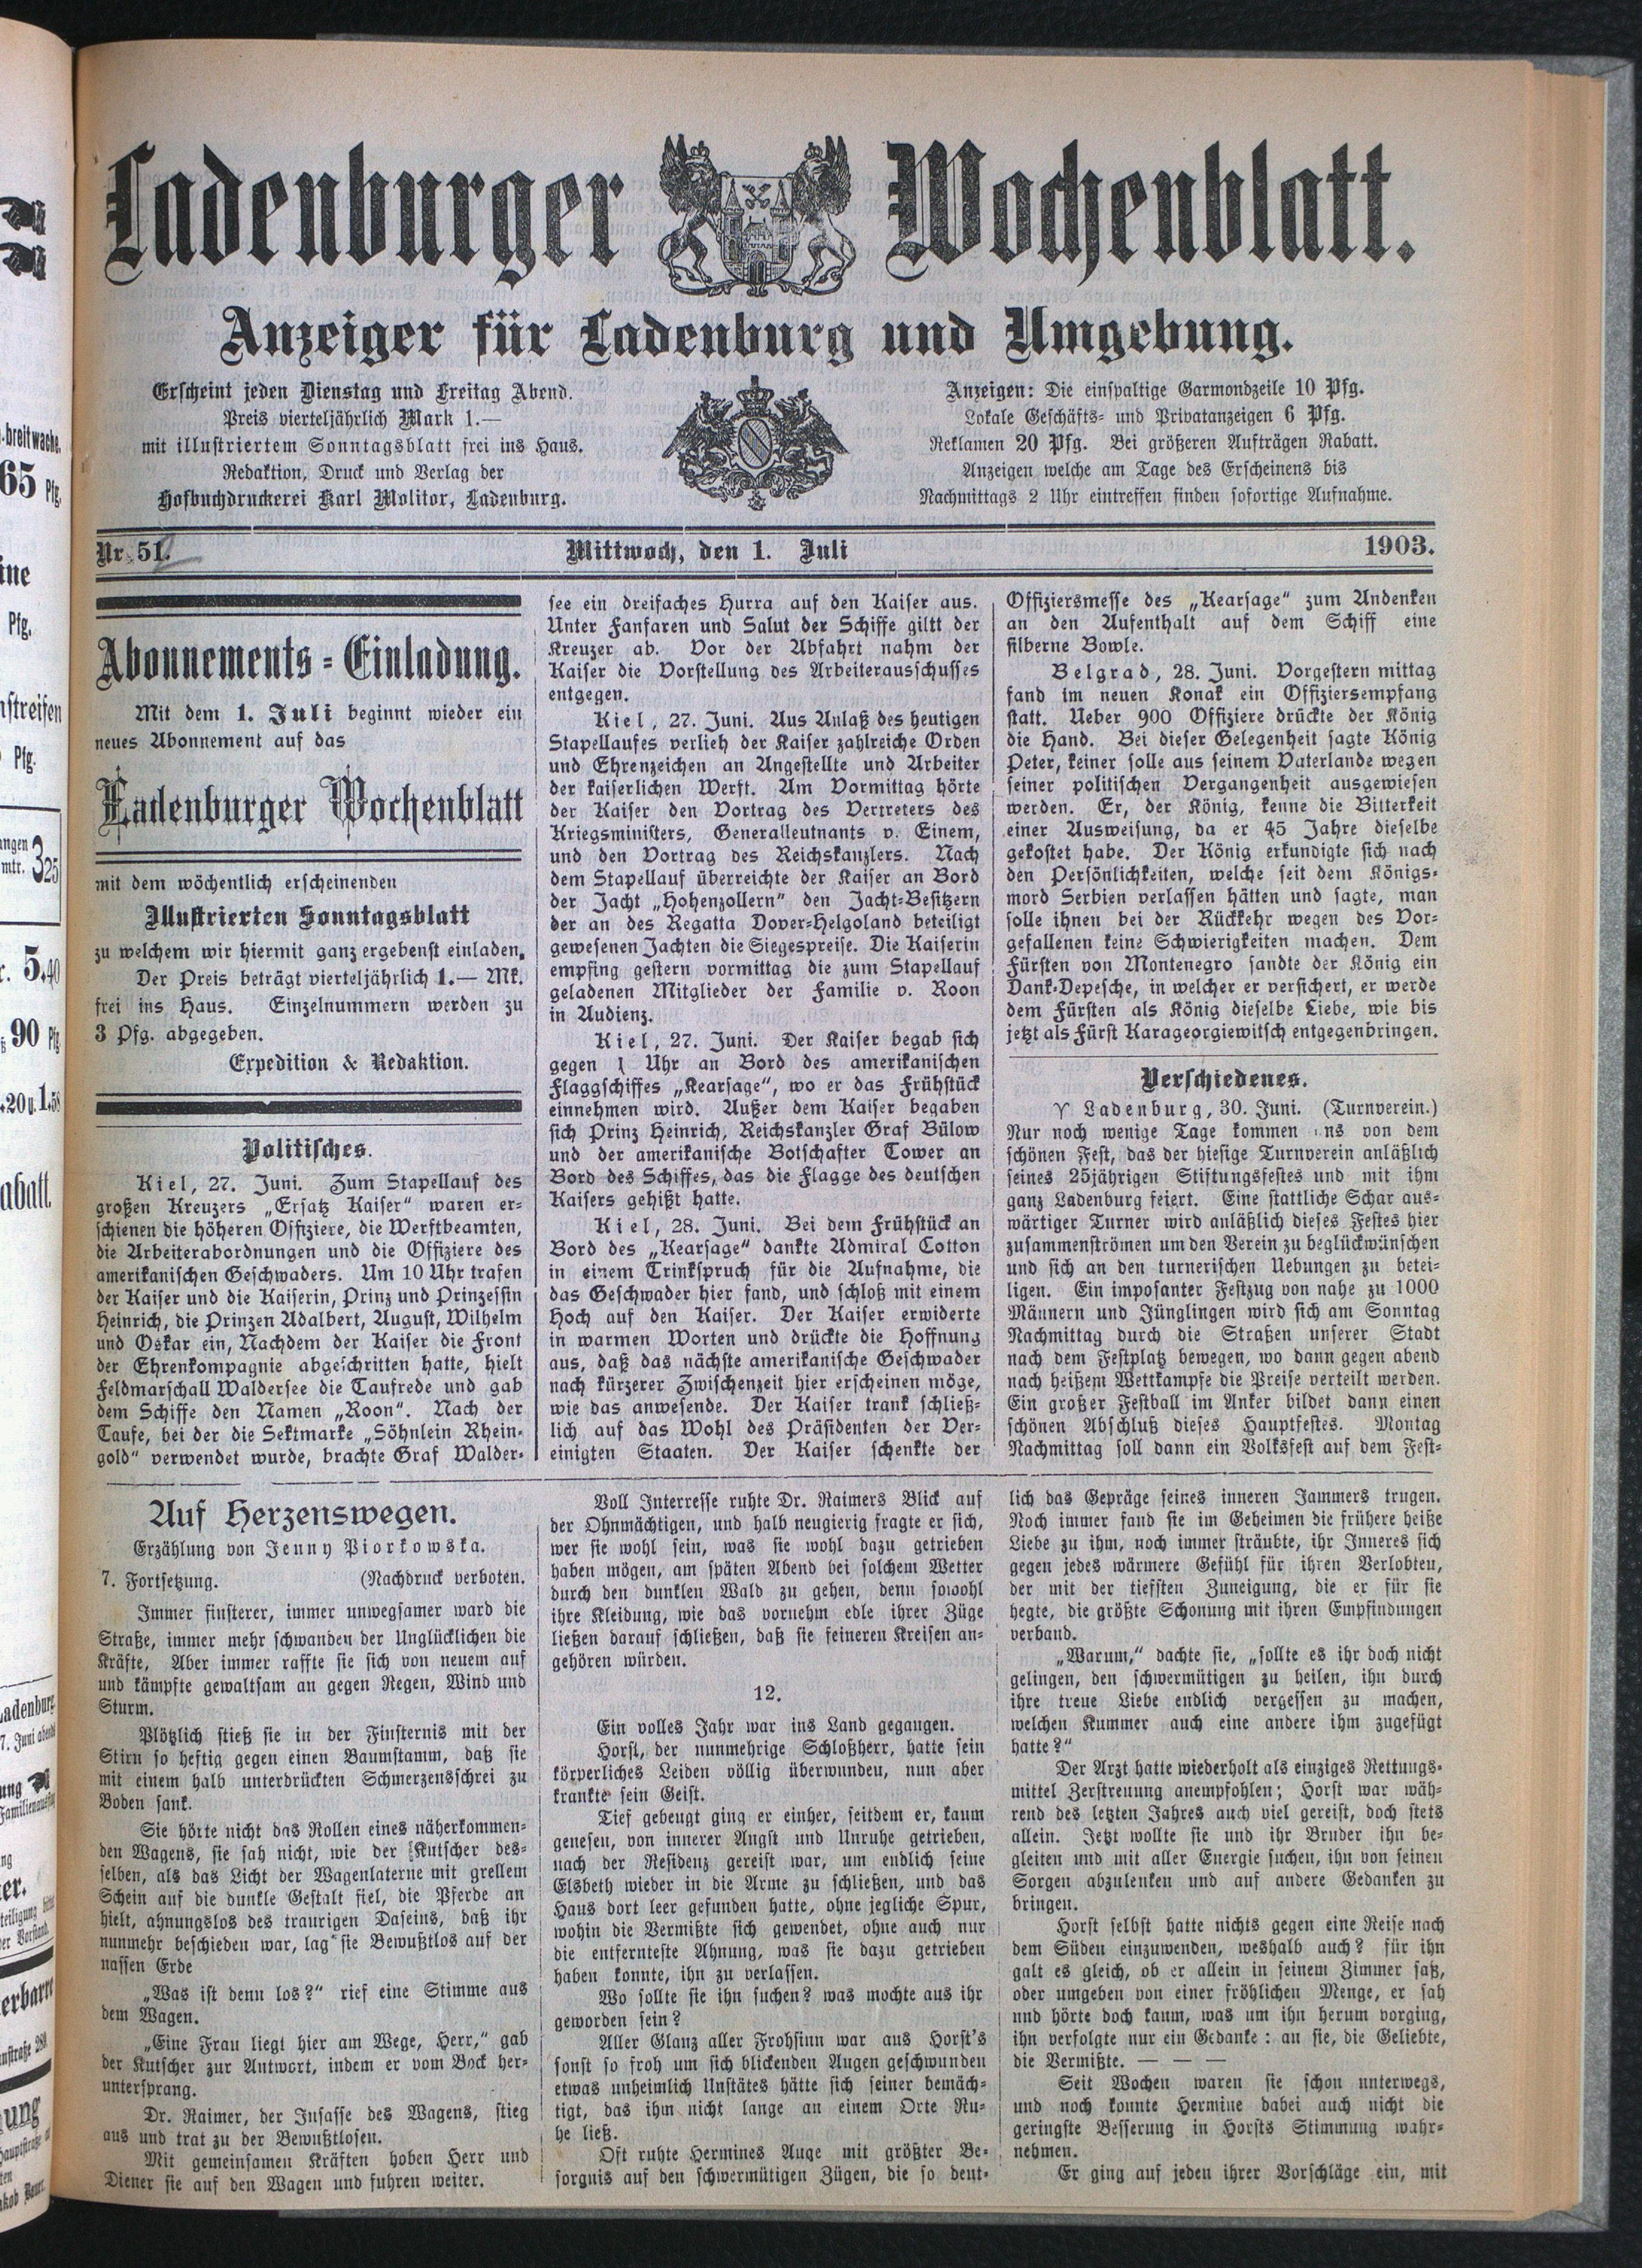 Ladenburger Wochenblatt.
Anzeiger für Ladenburg und Umgebung.
Erscheint jeden Dienstag und Freitag Abend.
Preis vierteljährlich Mark 1.—
mit illustriertem Sonntagsblatt frei ins Haus.
Redaktion, Druck und Verlag der
Hofbuchdruckerei Karl Molitor, Ladenburg.
Anzeigen: Die einspaltige Garmondzeile 10 Pfg.
Lokale Geschäfts- und Privatanzeigen 6 Pfg.
Reklamen 20 Pfg. Bei größeren Aufträgen Rabatt.
Anzeigen welche am Tage des Erscheinens bis
Nachmittags 2 Uhr eintreffen finden sofortige Aufnahme.
Nr. 51.
Mittwoch, den 1. Juli
1903.
Abonnements-Einladung.
Mit dem 1. Juli beginnt wieder ein
neues Abonnement auf das
Ladenburger Wochenblatt
mit dem wöchentlich erscheinenden
Illustrierten Sonntagsblatt
zu welchem wir hiermit ganz ergebenst einladen.
Der Preis beträgt vierteljährlich 1.— Mk.
frei ins Haus. Einzelnummern werden zu
3 Pfg. abgegeben.
Expedition & Redaktion.
Politisches.
Kiel, 27. Juni. Zum Stapellauf des
großen Kreuzers „Ersatz Kaiser“ waren er-
schienen die höheren Offiziere, die Werftbeamten,
die Arbeiterabordnungen und die Offiziere des
amerikanischen Geschwaders. Um 10 Uhr trafen
der Kaiser und die Kaiserin, Prinz und Prinzessin
Heinrich, die Prinzen Adalbert, August, Wilhelm
und Oskar ein, Nachdem der Kaiser die Front
der Ehrenkompagnie abgeschritten hatte, hielt
Feldmarschall Waldersee die Taufrede und gab
dem Schiffe den Namen „Roon“. Nach der
Taufe, bei der die Sektmarke „Söhnlein Rhein-
gold“ verwendet wurde, brachte Graf Walder-
see ein dreifaches Hurra auf den Kaiser aus.
Unter Fanfaren und Salut der Schiffe giltt der
Kreuzer ab. Vor der Abfahrt nahm der
Kaiser die Vorstellung des Arbeiterausschusses
entgegen.
Kiel, 27. Juni. Aus Anlaß des heutigen
Stapellaufes verlieh der Kaiser zahlreiche Orden
und Ehrenzeichen an Angestellte und Arbeiter
der kaiserlichen Werft. Am Vormittag hörte
der Kaiser den Vortrag des Vertreters des
Kriegsministers, Generalleutnants v. Einem,
und den Vortrag des Reichskanzlers. Nach
dem Stapellauf überreichte der Kaiser an Bord
der Jacht „Hohenzollern“ den Jacht-Besitzern
der an des Regatta Dover-Helgoland beteiligt
gewesenen Jachten die Siegespreise. Die Kaiserin
empfing gestern vormittag die zum Stapellauf
geladenen Mitglieder der Familie v. Roon
in Audienz.
Kiel, 27. Juni. Der Kaiser begab sich
gegen 1 Uhr an Bord des amerikanischen
Flaggschiffes „Kearsage“, wo er das Frühstück
einnehmen wird. Außer dem Kaiser begaben
sich Prinz Heinrich, Reichskanzler Graf Bülow
und der amerikanische Botschafter Tower an
Bord des Schiffes, das die Flagge des deutschen
Kaisers gehißt hatte.
Kiel, 28. Juni. Bei dem Frühstück an
Bord des „Kearsage“ dankte Admiral Cotton
in einem Trinkspruch für die Aufnahme, die
das Geschwader hier fand, und schloß mit einem
Hoch auf den Kaiser. Der Kaiser erwiderte
in warmen Worten und drückte die Hoffnung
aus, daß das nächste amerikanische Geschwader
nach kürzerer Zwischenzeit hier erscheinen möge,
wie das anwesende. Der Kaiser trank schließ-
lich auf das Wohl des Präsidenten der Ver-
einigten Staaten. Der Kaiser schenkte der
Offiziersmesse des „Kearsage“ zum Andenken
an den Aufenthalt auf dem Schiff eine
silberne Bowle.
Belgrad, 28. Juni. Vorgestern mittag
fand im neuen Konak ein Offiziersempfang
statt. Ueber 900 Offiziere drückte der König
die Hand. Bei dieser Gelegenheit sagte König
Peter, keiner solle aus seinem Vaterlande wegen
seiner politischen Vergangenheit ausgewiesen
werden. Er, der König, kenne die Bitterkeit
einer Ausweisung, da er 45 Jahre dieselbe
gekostet habe. Der König erkundigte sich nach
den Persönlichkeiten, welche seit dem Königs-
mord Serbien verlassen hätten und sagte, man
solle ihnen bei der Rückkehr wegen des Vor-
gefallenen keine Schwierigkeiten machen. Dem
Fürsten von Montenegro sandte der König ein
Dank-Depesche, in welcher er versichert, er werde
dem Fürsten als König dieselbe Liebe, wie bis
jetzt als Fürst Karageorgiewitsch entgegenbringen.
Verschiedenes.
Ladenburg, 30. Juni. (Turnverein.)
Nur noch wenige Tage kommen uns von dem
schönen Fest, das der hiesige Turnverein anläßlich
seines 25jährigen Stiftungsfestes und mit ihm
ganz Ladenburg feiert. Eine stattliche Schar aus-
wärtiger Turner wird anläßlich dieses Festes hier
zusammenströmen um den Verein zu beglückwünschen
und sich an den turnerischen Uebungen zu betei-
ligen. Ein imposanter Festzug von nahe zu 1000
Männern und Jünglingen wird sich am Sonntag
Nachmittag durch die Straßen unserer Stadt
nach dem Festplatz bewegen, wo dann gegen abend
nach heißem Wettkampfe die Preise verteilt werden.
Ein großer Festball im Anker bildet dann einen
schönen Abschluß dieses Hauptfestes. Montag
Nachmittag soll dann ein Volksfest auf dem Fest-
Auf Herzenswegen.
Erzählung von Jenny Piorkowska.
7. Fortsetzung. (Nachdruck verboten.
Immer finsterer, immer unwegsamer ward die
Straße, immer mehr schwanden der Unglücklichen die
Kräfte, Aber immer raffte sie sich von neuem auf
und kämpfte gewaltsam an gegen Regen, Wind und
Sturm.
Plötzlich stieß sie in der Finsternis mit der
Stirn so heftig gegen einen Baumstamm, daß sie
mit einem halb unterdrückten Schmerzensschrei zu
Boden sank.
Sie hörte nicht das Rollen eines näherkommen-
den Wagens, sie sah nicht, wie der Kutscher des-
selben, als das Licht der Wagenlaterne mit grellem
Schein auf die dunkle Gestalt fiel, die Pferde an
hielt, ahnungslos des traurigen Daseins, daß ihr
nunmehr beschieden war, lag sie Bewußtlos auf der
nassen Erde
„Was ist denn los?“ rief eine Stimme aus
dem Wagen.
„Eine Frau liegt hier am Wege, Herr,“ gab
der Kutscher zur Antwort, indem er vom Bock her-
untersprang.
Dr. Raimer, der Insasse des Wagens, stieg
aus und trat zu der Bewußtlosen.
Mit gemeinsamen Kräften hoben Herr und
Diener sie auf den Wagen und fuhren weiter.
Voll Interresse ruhte Dr. Raimers Blick auf
der Ohnmächtigen, und halb neugierig fragte er sich,
wer sie wohl sein, was sie wohl dazu getrieben
haben mögen, am späten Abend bei solchem Wetter
durch den dunklen Wald zu gehen, denn sowohl
ihre Kleidung, wie das vornehm edle ihrer Züge
ließen darauf schließen, daß sie feineren Kreisen an-
gehören würden.
12.
Ein volles Jahr war ins Land gegangen.
Horst, der nunmehrige Schloßherr, hatte sein
körperliches Leiden völlig überwunden, nun aber
krankte sein Geist.
Tief gebeugt ging er einher, seitdem er, kaum
genesen, von innerer Angst und Unruhe getrieben,
nach der Residenz gereist war, um endlich seine
Elsbeth wieder in die Arme zu schließen, und das
Haus dort leer gefunden hatte, ohne jegliche Spur,
wohin die Vermißte sich gewendet, ohne auch nur
die entfernteste Ahnung, was sie dazu getrieben
haben konnte, ihn zu verlassen.
Wo sollte sie ihn suchen? was mochte aus ihr
geworden sein?
Aller Glanz aller Frohsinn war aus Horst's
sonst so froh um sich blickenden Augen geschwunden
etwas unheimlich Unstätes hätte sich seiner bemäch-
tigt, das ihm nicht lange an einem Orte Ru-
he ließ.
Oft ruhte Hermines Auge mit größter Be-
sorgnis auf den schwermütigen Zügen, die so deut-
lich das Gepräge seines inneren Jammers trugen.
Noch immer fand sie im Geheimen die frühere heiße
Liebe zu ihm, noch immer sträubte, ihr Inneres sich
gegen jedes wärmere Gefühl für ihren Verlobten,
der mit der tiefsten Zuneigung, die er für sie
hegte, die größte Schonung mit ihren Empfindungen
verband.
„Warum,“ dachte sie, „sollte es ihr doch nicht
gelingen, den schwermütigen zu heilen, ihn durch
ihre treue Liebe endlich vergessen zu machen,
welchen Kummer auch eine andere ihm zugefügt
hatte?“
Der Arzt hatte wiederholt als einziges Rettungs-
mittel Zerstreuung anempfohlen; Horst war wäh-
rend des letzten Jahres auch viel gereist, doch stets
allein. Jetzt wollte sie und ihr Bruder ihn be-
gleiten und mit aller Energie suchen, ihn von seinen
Sorgen abzulenken und auf andere Gedanken zu
bringen.
Horst selbst hatte nichts gegen eine Reise nach
dem Süden einzuwenden, weshalb auch? für ihn
galt es gleich, ob er allein in seinem Zimmer saß,
oder umgeben von einer fröhlichen Menge, er sah
und hörte doch kaum, was um ihn herum vorging,
ihn verfolgte nur ein Gedanke: an sie, die Geliebte,
die Vermißte. — — —
Seit Wochen waren sie schon unterwegs,
und noch konnte Hermine dabei auch nicht die
geringste Besserung in Horsts Stimmung wahr-
nehmen.
Er ging auf jeden ihrer Vorschläge ein, mit